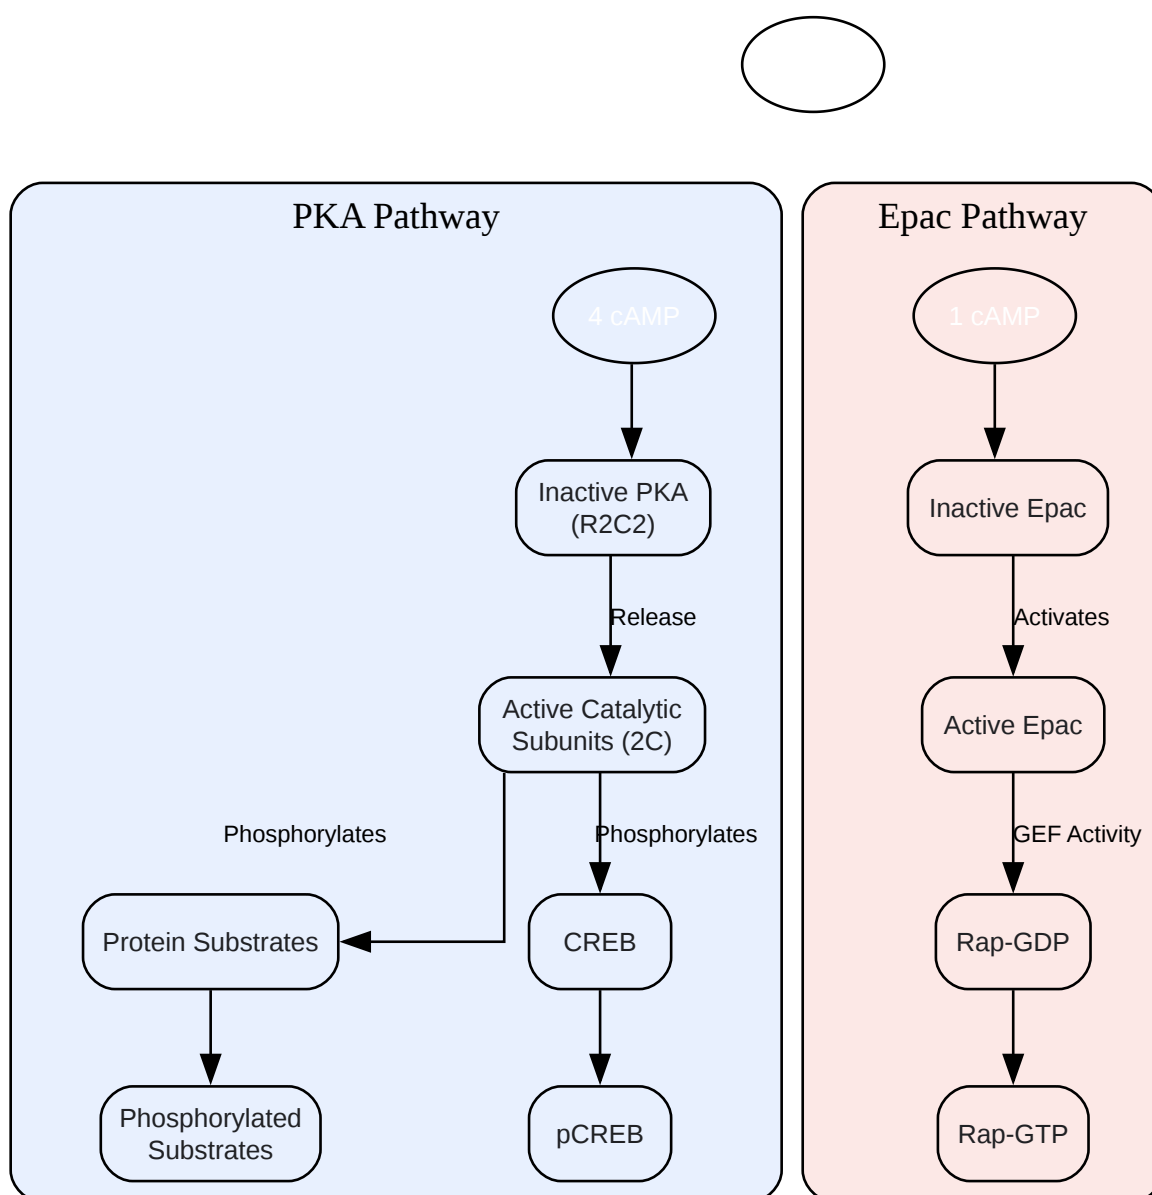 PKA Pathway
Epac Pathway
4 cAMP
1 cAMP
Inactive PKA
(R2C2)
Inactive Epac
Release
Activates
Active Catalytic
Subunits (2C)
Active Epac
Phosphorylates
Phosphorylates
GEF Activity
Protein Substrates
CREB
Rap-GDP
Phosphorylated
Substrates
pCREB
Rap-GTP